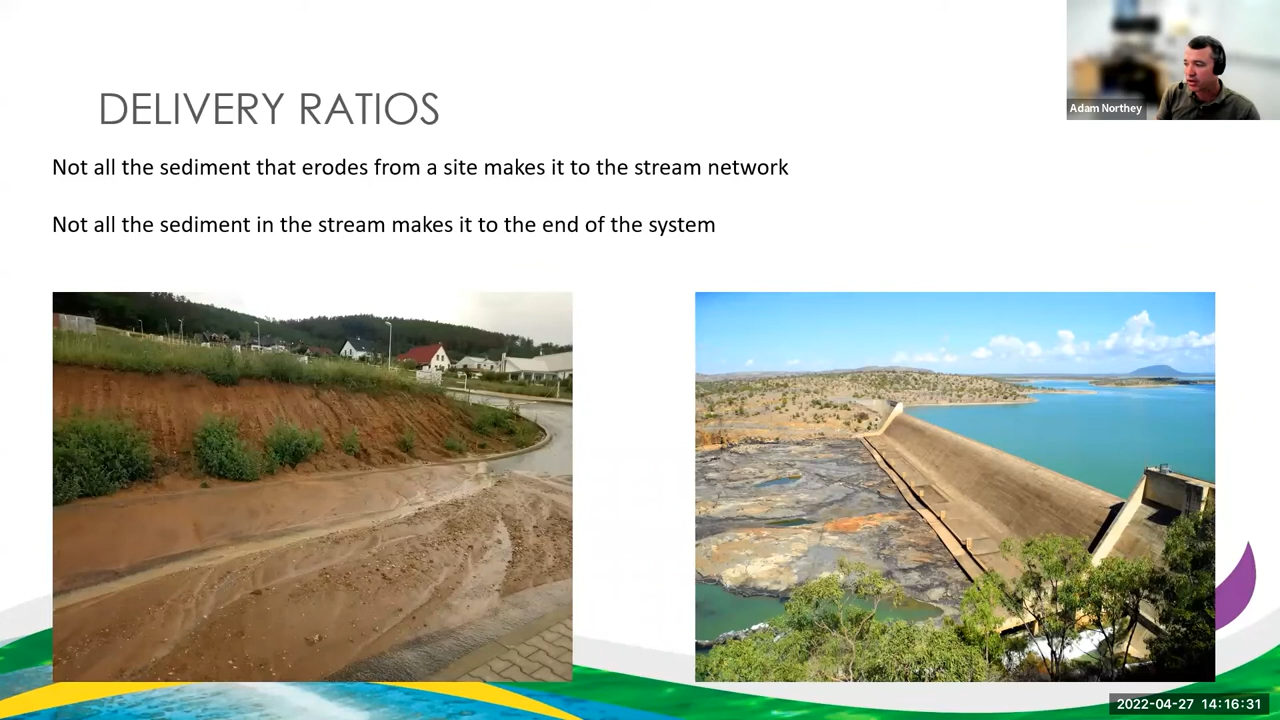 Adam Northey
DELIVERY RATIOS
Not all the sediment that erodes from a site makes it to the stream network
Not all the sediment in the stream makes it to the end of the system
2022-04-27 14:16:31